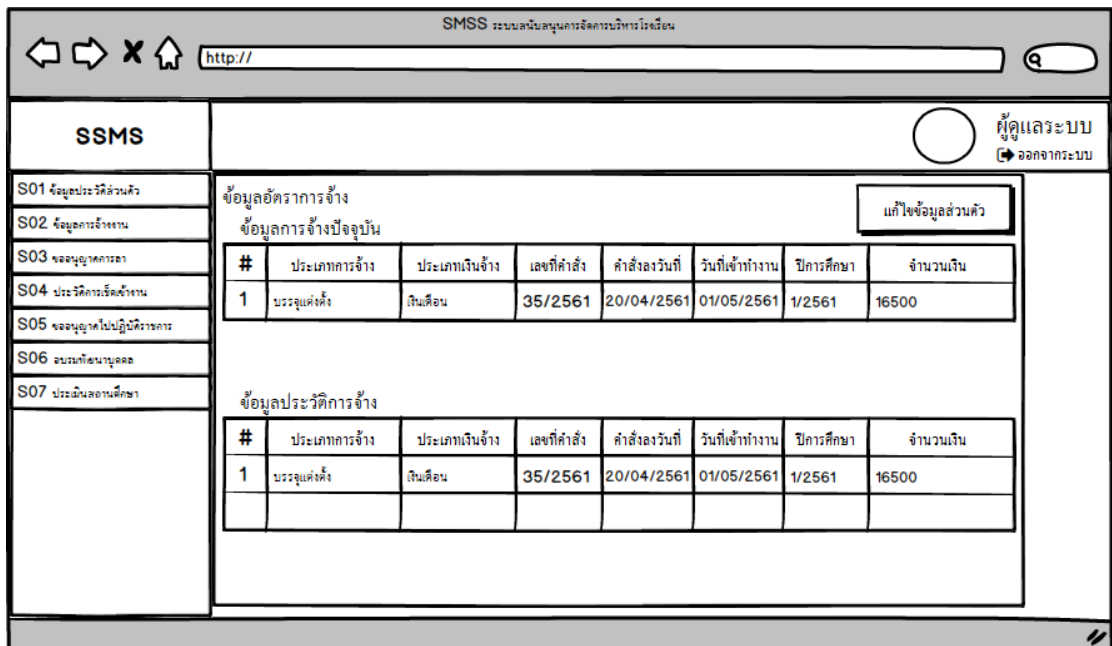 SMSS ระบบสนับสนุนการจัดการบริหารโรงเรียน
http://
SSMS
ผู้ดูแลระบบ
ออกจากระบบ
S01 ข้อมูลประวัติส่วนตัว
S02 ข้อมูลการจ้างงาน
S03 ขออนุญาตการลา
S04 ประวัติการเช็คเข้างาน
S05 ขออนุญาตไปปฏิบัติราชการ
S06 อบรมพัฒนาบุคคล
S07 ประเมินสถานศึกษา
ข้อมูลอัตราการจ้าง
แก้ไขข้อมูลส่วนตัว
ข้อมูลการจ้างปัจจุบัน
# ประเภทการจ้าง ประเภทเงินจ้าง เลขที่คำสั่ง คำสั่งลงวันที่ วันที่เข้าทำงาน ปีการศึกษา จำนวนเงิน
1 บรรจุแต่งตั้ง เงินเดือน 35/2561 20/04/2561 01/05/2561 1/2561 16500
ข้อมูลประวัติการจ้าง
# ประเภทการจ้าง ประเภทเงินจ้าง เลขที่คำสั่ง คำสั่งลงวันที่ วันที่เข้าทำงาน ปีการศึกษา จำนวนเงิน
1 บรรจุแต่งตั้ง เงินเดือน 35/2561 20/04/2561 01/05/2561 1/2561 16500